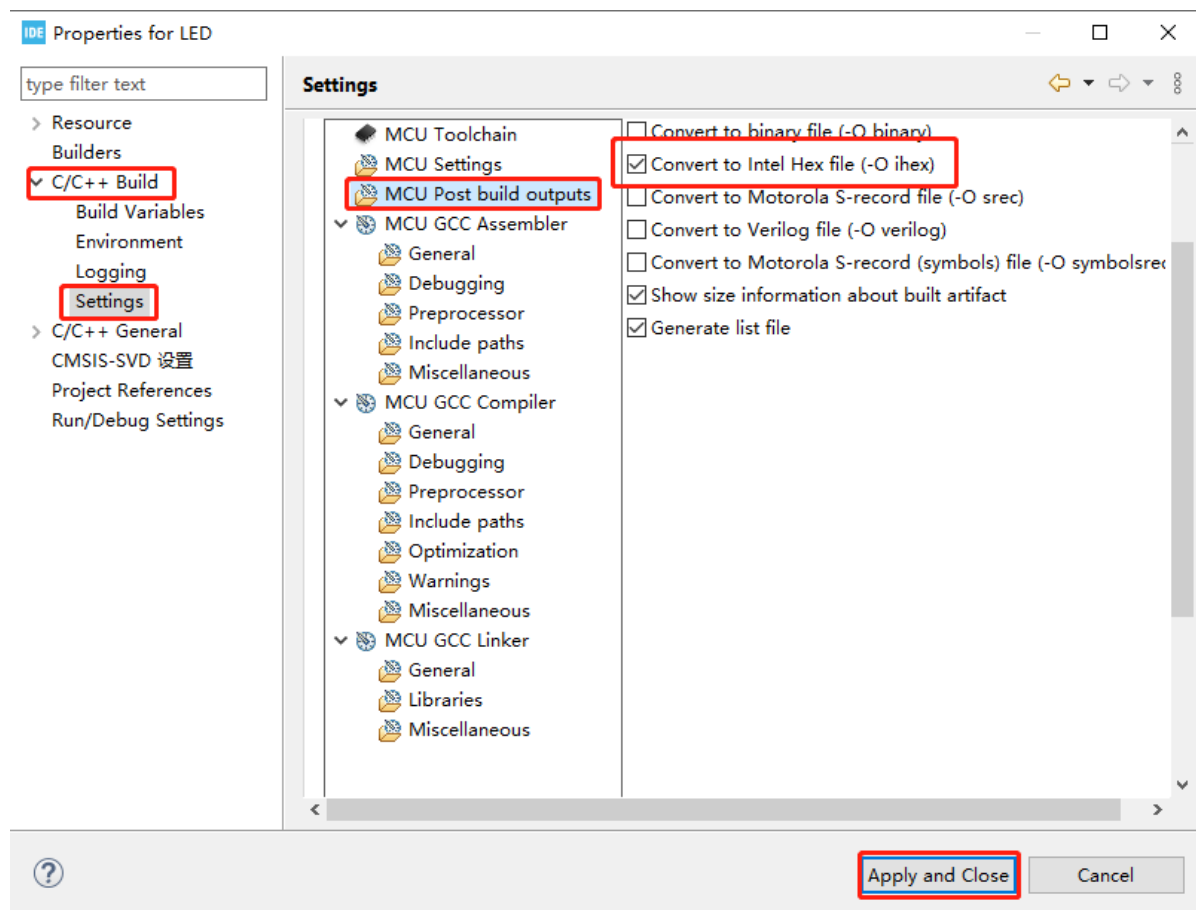 IDE Properties for LED
type filter text
Resource
Builders
C/C++ Build
Build Variables
Environment
Logging
Settings
C/C++ General
CMSIS-SVD 设置
Project References
Run/Debug Settings
Settings
MCU Toolchain
MCU Settings
MCU Post build outputs
MCU GCC Assembler
General
Debugging
Preprocessor
Include paths
Miscellaneous
MCU GCC Compiler
General
Debugging
Preprocessor
Include paths
Optimization
Warnings
Miscellaneous
MCU GCC Linker
General
Libraries
Miscellaneous
Convert to binary file (-O binary)
Convert to Intel Hex file (-O ihex)
Convert to Motorola S-record file (-O srec)
Convert to Verilog file (-O verilog)
Convert to Motorola S-record (symbols) file (-O symbolsrec
Show size information about built artifact
Generate list file
?
Apply and Close
Cancel